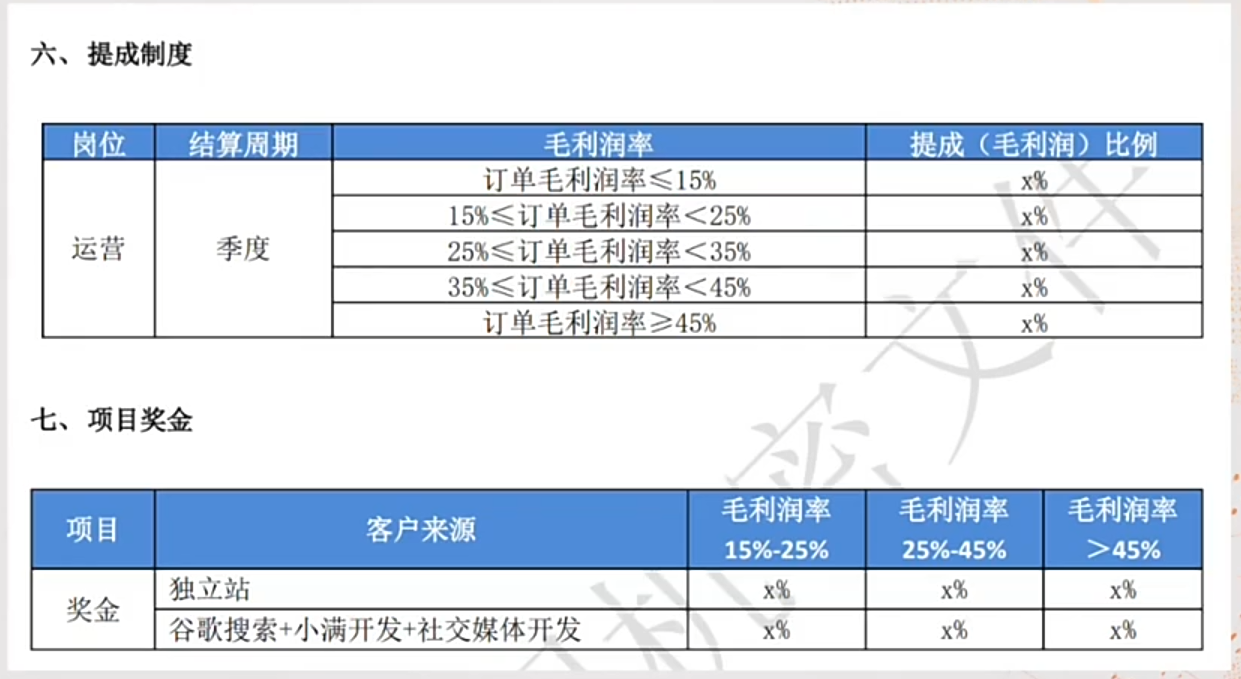 六、提成制度
岗位 结算周期 毛利润率 提成（毛利润）比例
订单毛利润率≤15% x%
15%≤订单毛利润率<25% x%
运营 季度 25%≤订单毛利润率<35% x%
35%≤订单毛利润率<45% x%
订单毛利润率≥45% x%
七、项目奖金
项目 客户来源 毛利润率 毛利润率 毛利润率
15%-25% 25%-45% ＞45%
奖金 独立站 x% x% x%
谷歌搜索+小满开发+社交媒体开发 x% x% x%
机密文件